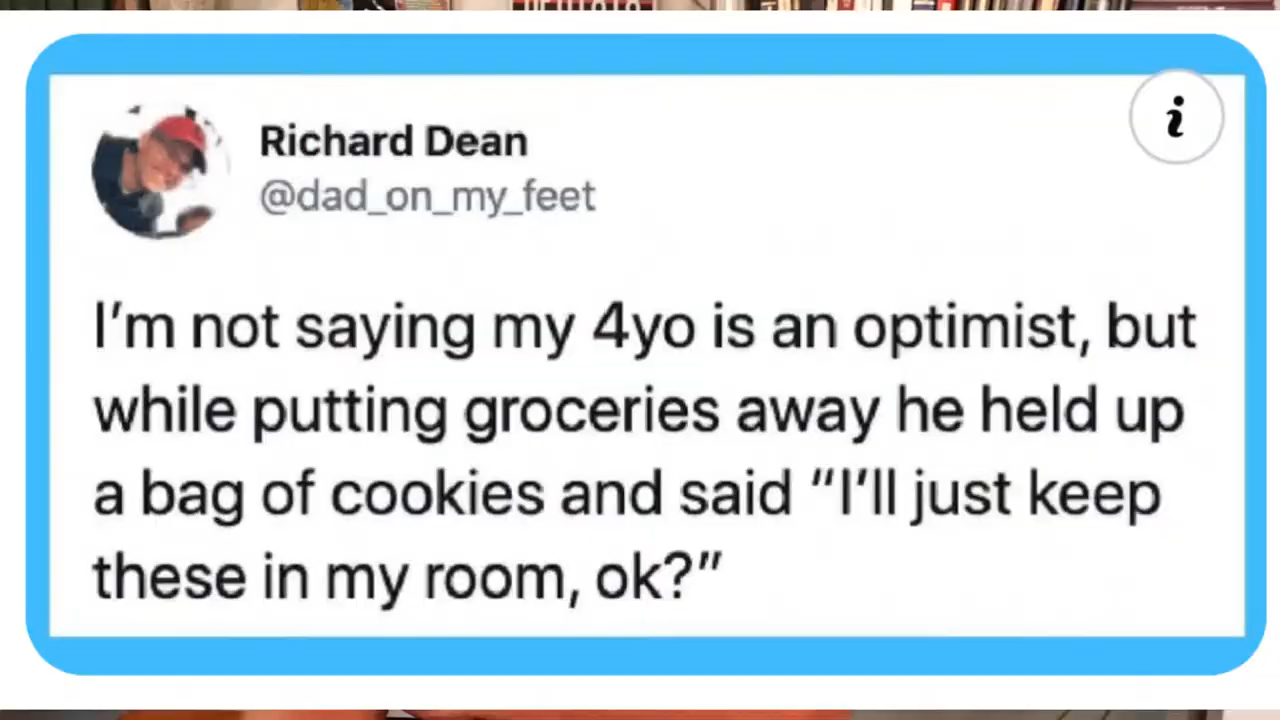 Richard Dean
@dad_on_my_feet
i
I’m not saying my 4yo is an optimist, but
while putting groceries away he held up
a bag of cookies and said “I’ll just keep
these in my room, ok?”